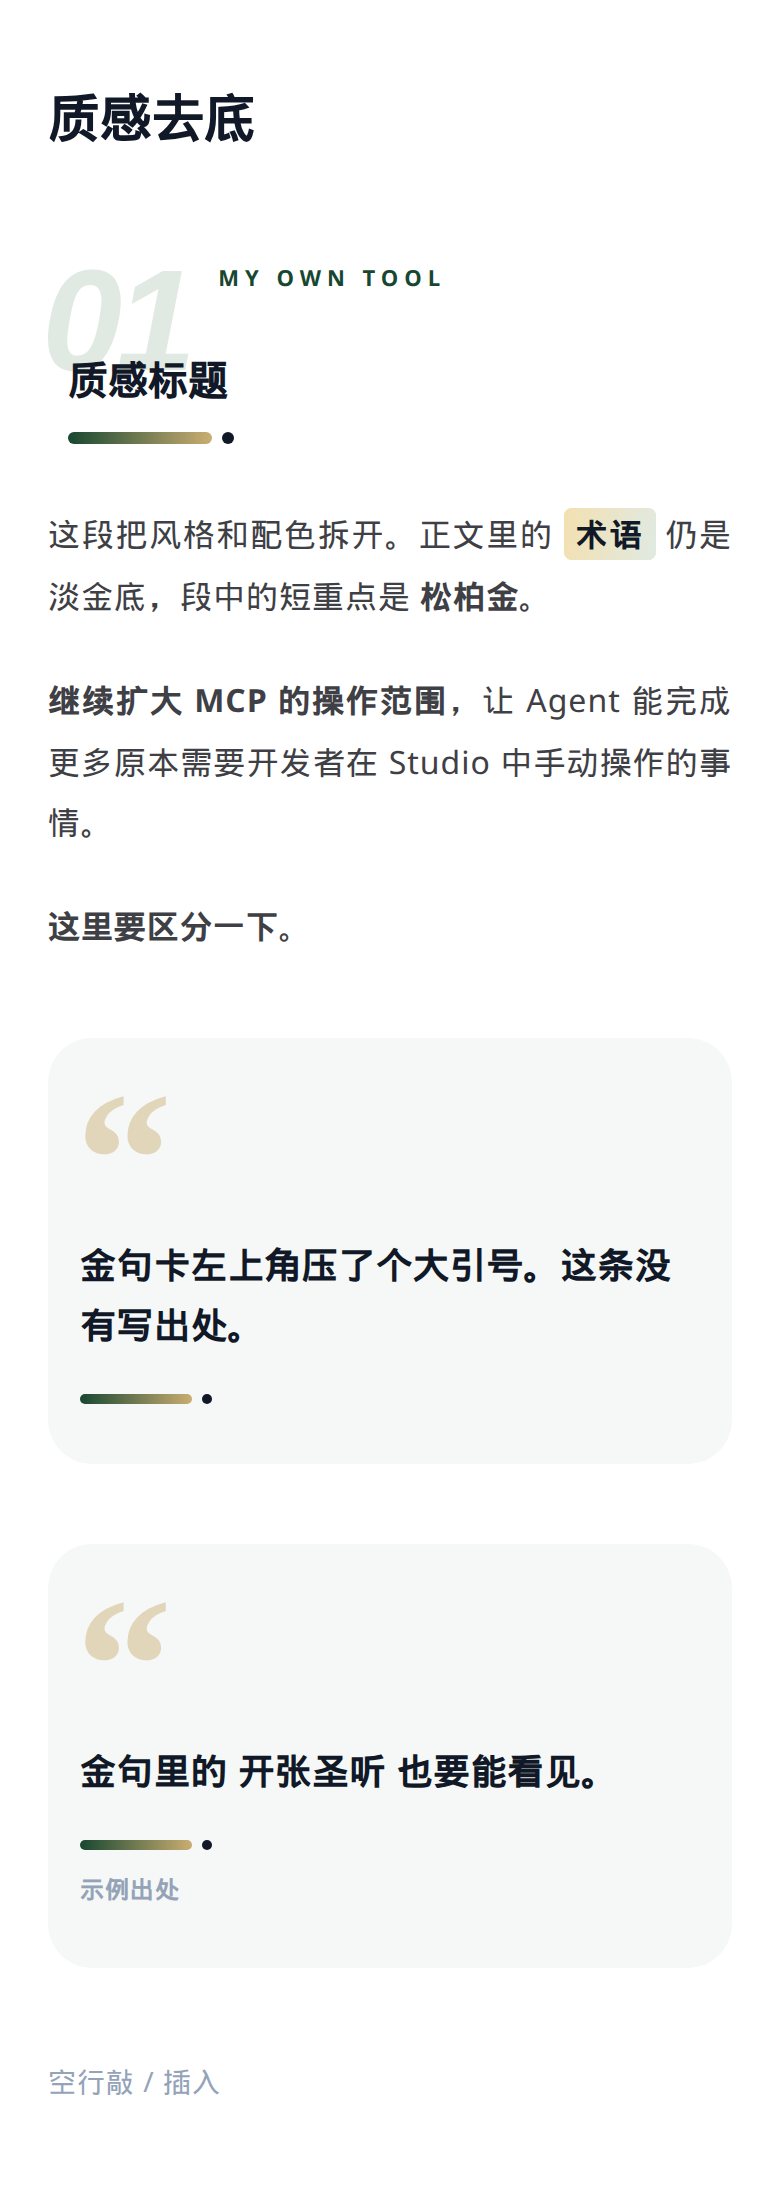 质感去底
01
MY OWN TOOL
质感标题
这段把风格和配色拆开。正文里的 术语 仍是
淡金底，段中的短重点是 松柏金。
继续扩大 MCP 的操作范围，让 Agent 能完成
更多原本需要开发者在 Studio 中手动操作的事
情。
这里要区分一下。
“
金句卡左上角压了个大引号。这条没
有写出处。
“
金句里的 开张圣听 也要能看见。
示例出处
空行敲 / 插入